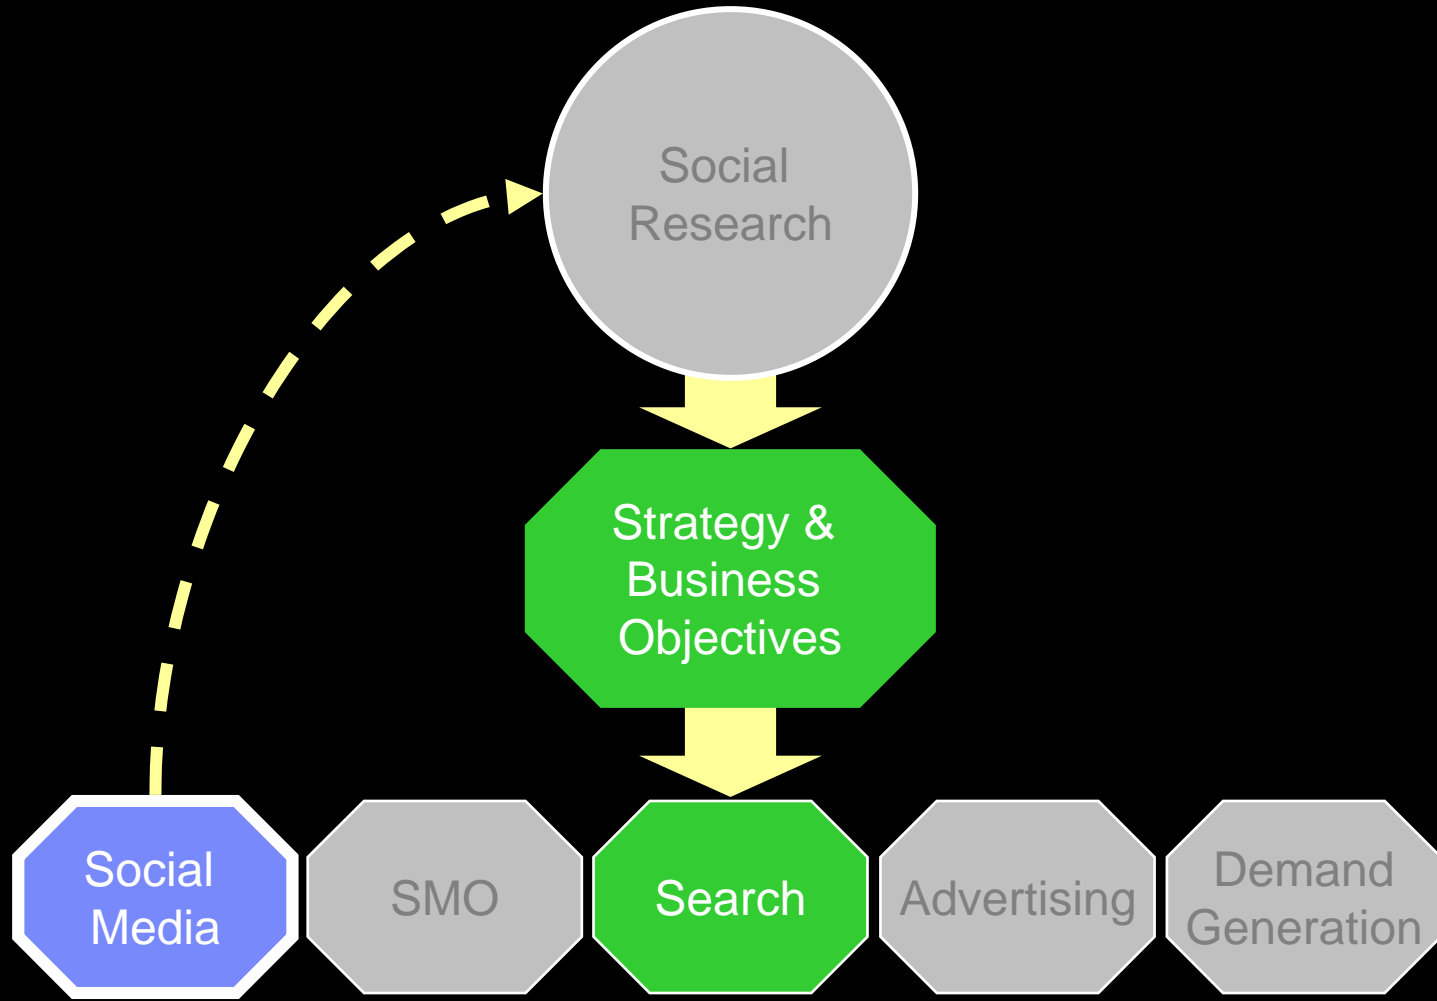 Social
Research
Strategy &
Business
Objectives
Social
Media
SMO
Search
Advertising
Demand
Generation